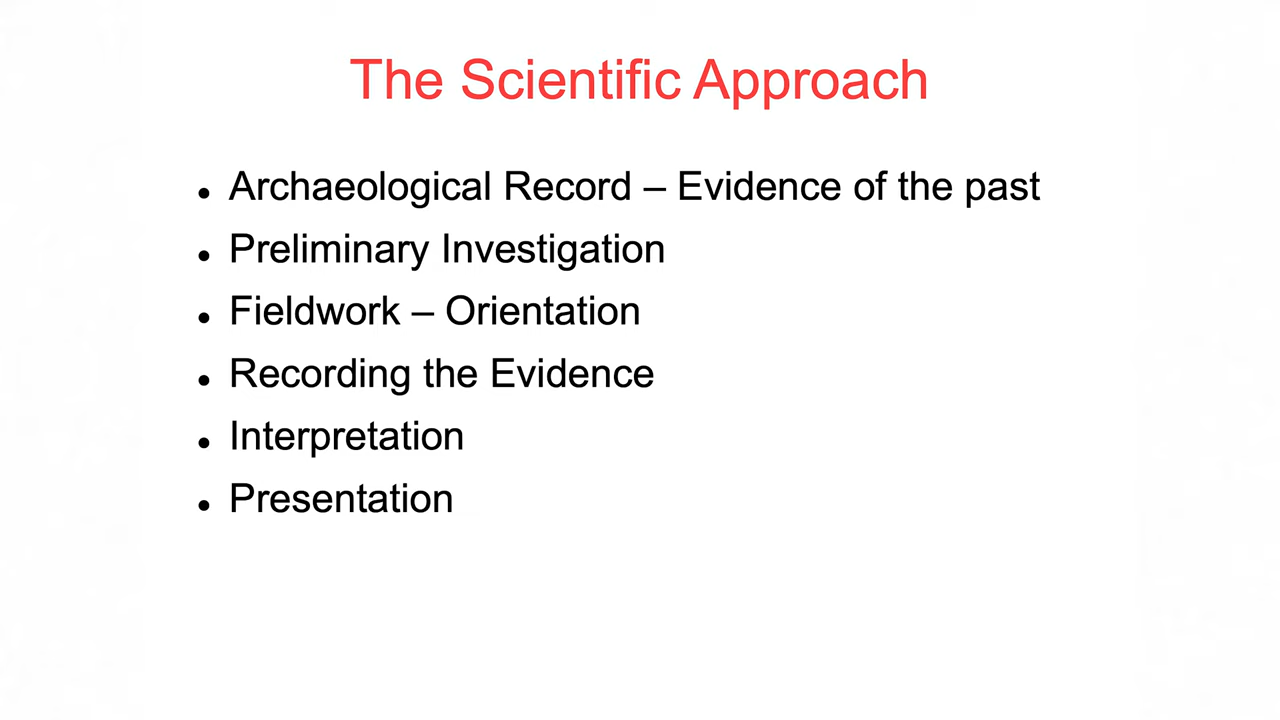 The Scientific Approach
• Archaeological Record – Evidence of the past
• Preliminary Investigation
• Fieldwork – Orientation
• Recording the Evidence
• Interpretation
• Presentation